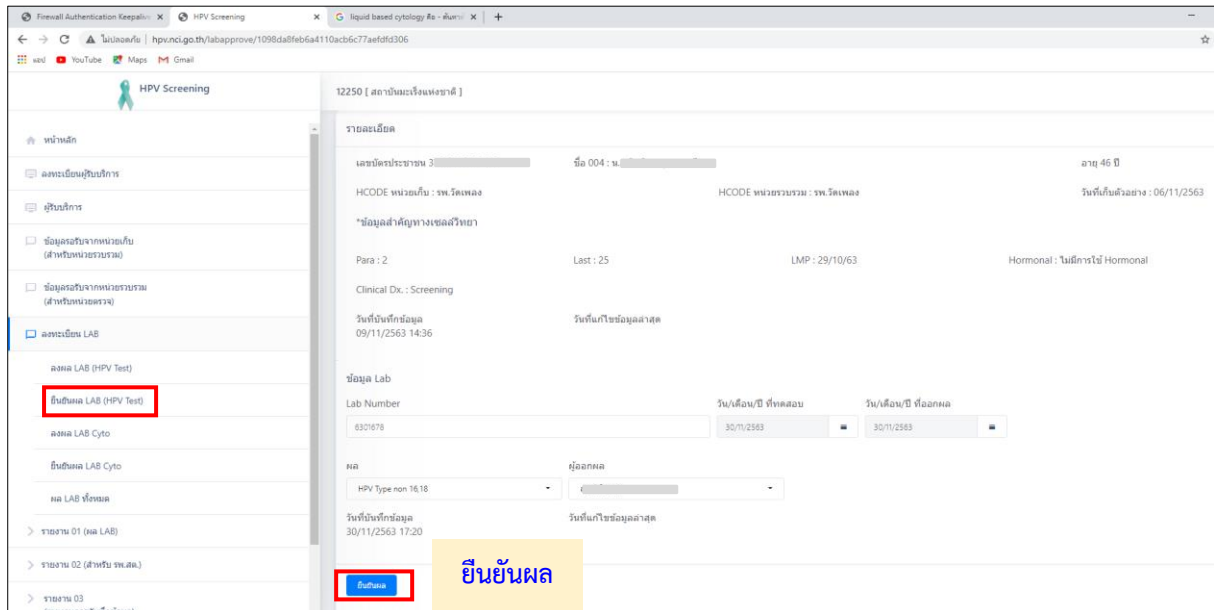 Firewall Authentication Keepaliv
HPV Screening
liquid based cytology คือ - ค้นหา
ไม่ปลอดภัย | hpv.nci.go.th/labapprove/1098da8feb6a4110acb6c77aefdfd306
แอป YouTube Maps Gmail
HPV Screening
12250 [ สถาบันมะเร็งแห่งชาติ ]
หน้าหลัก
ลงทะเบียนผู้รับบริการ
ผู้รับบริการ
ข้อมูลรอรับจากหน่วยเก็บ
(สำหรับหน่วยรวบรวม)
ข้อมูลรอรับจากหน่วยรวบรวม
(สำหรับหน่วยตรวจ)
ลงทะเบียน LAB
ลงผล LAB (HPV Test)
ยืนยันผล LAB (HPV Test)
ลงผล LAB Cyto
ยืนยันผล LAB Cyto
ผล LAB ทั้งหมด
รายงาน 01 (ผล LAB)
รายงาน 02 (สำหรับ รพ.สต.)
รายงาน 03
รายละเอียด
เลขบัตรประชาชน 3 ชื่อ 004 : น. อายุ 46 ปี
HCODE หน่วยเก็บ : รพ.วัดเพลง HCODE หน่วยรวบรวม : รพ.วัดเพลง วันที่เก็บตัวอย่าง : 06/11/2563
*ข้อมูลสำคัญทางเซลล์วิทยา
Para : 2 Last : 25 LMP : 29/10/63 Hormonal : ไม่มีการใช้ Hormonal
Clinical Dx. : Screening
วันที่บันทึกข้อมูล วันที่แก้ไขข้อมูลล่าสุด
09/11/2563 14:36
ข้อมูล Lab
Lab Number วัน/เดือน/ปี ที่ทดสอบ วัน/เดือน/ปี ที่ออกผล
6301678 30/11/2563 30/11/2563
ผล ผู้ออกผล
HPV Type non 16,18
วันที่บันทึกข้อมูล วันที่แก้ไขข้อมูลล่าสุด
30/11/2563 17:20
ยืนยันผล
ยืนยันผล